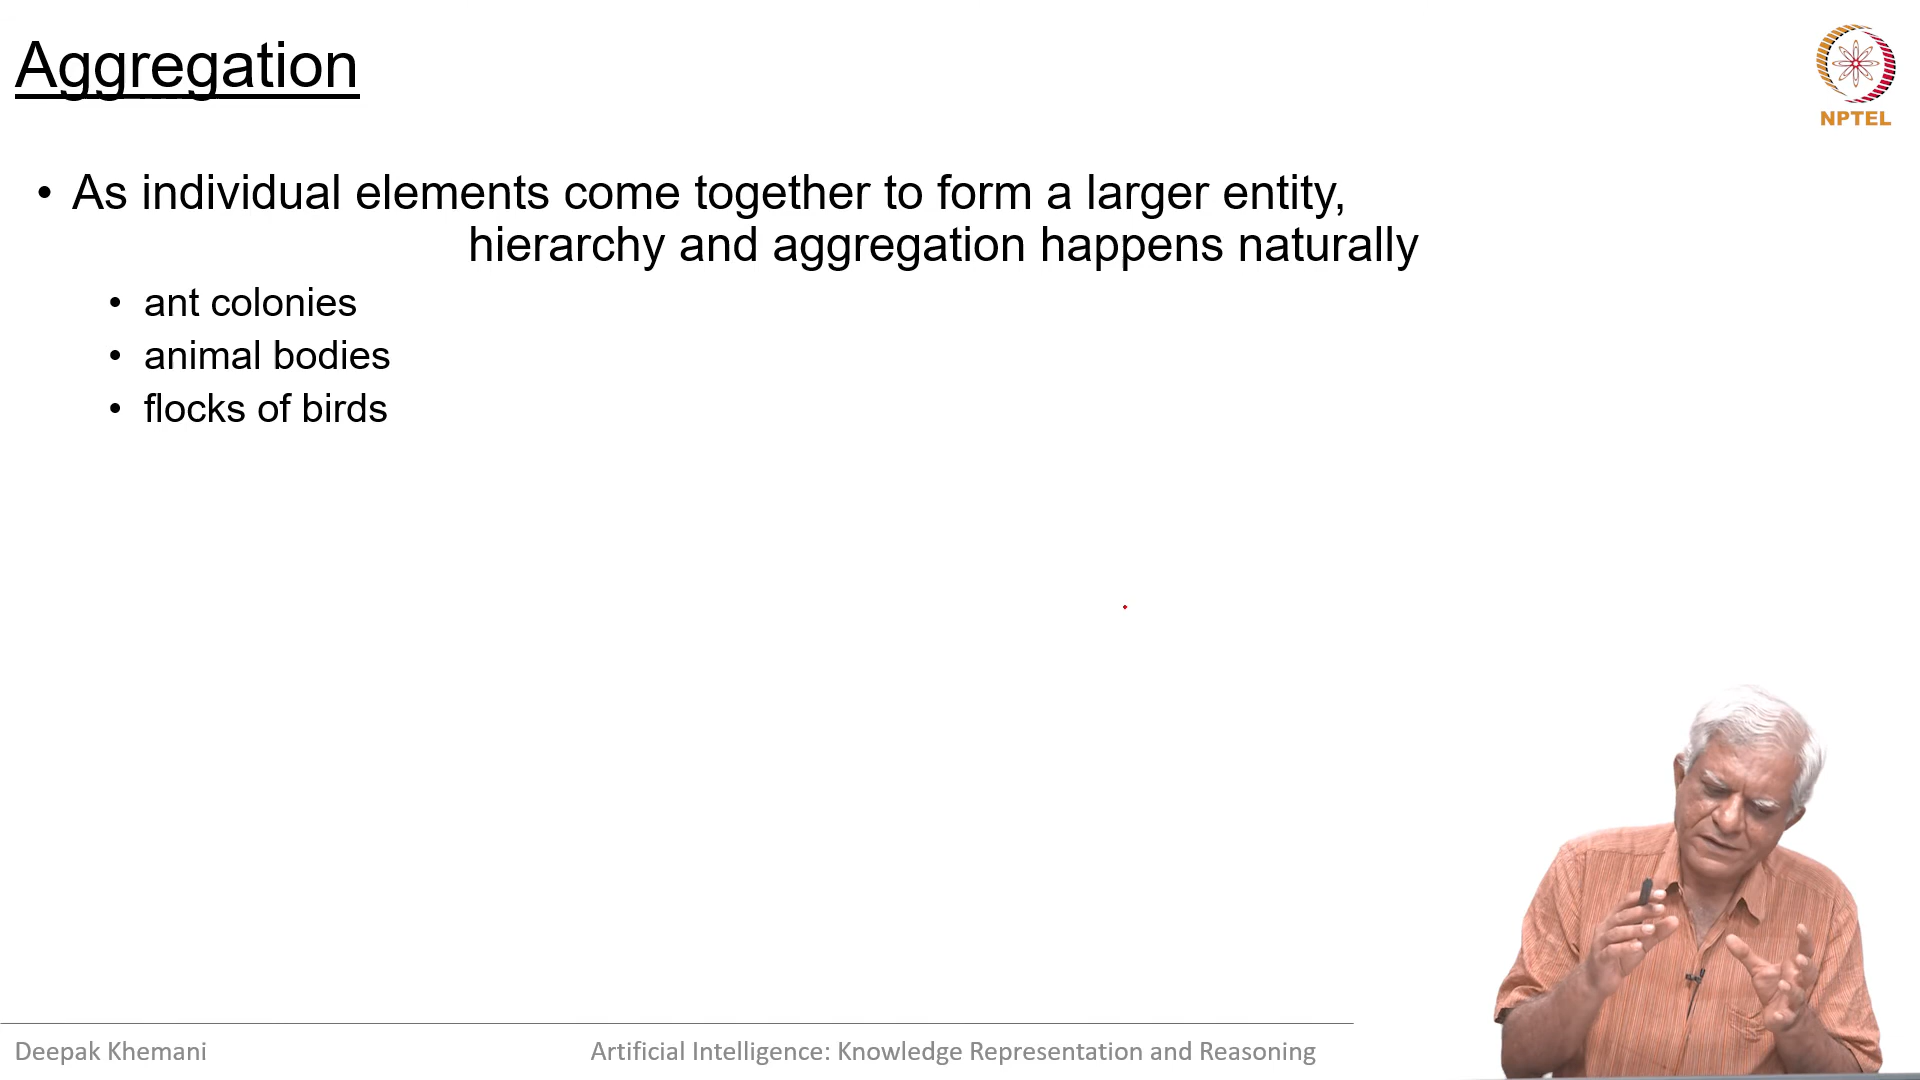 Aggregation
NPTEL
• As individual elements come together to form a larger entity,
hierarchy and aggregation happens naturally
• ant colonies
• animal bodies
• flocks of birds
Deepak Khemani
Artificial Intelligence: Knowledge Representation and Reasoning